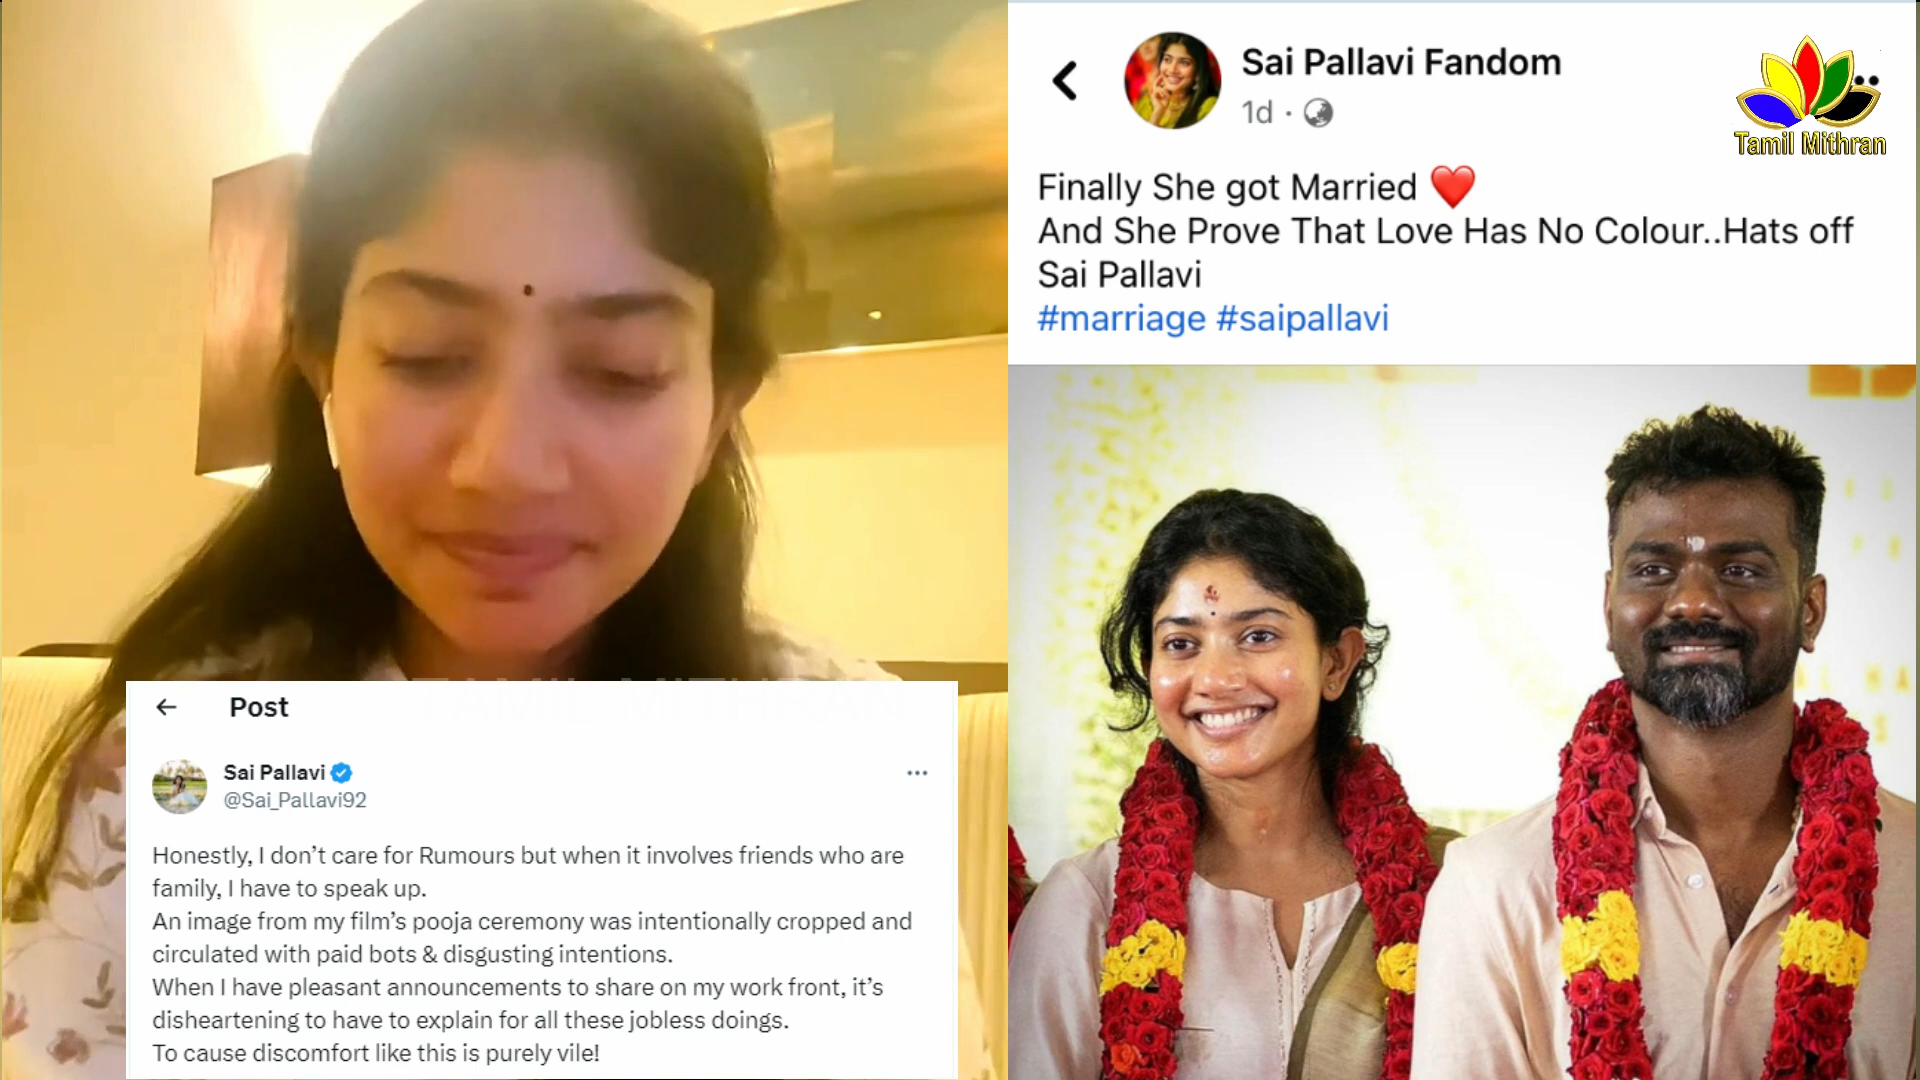 Sai Pallavi Fandom
1d ·
Tamil Mithran
Finally She got Married ❤️
And She Prove That Love Has No Colour..Hats off
Sai Pallavi
#marriage #saipallavi
TAMIL MITHRAN
Post
Sai Pallavi
@Sai_Pallavi92
Honestly, I don’t care for Rumours but when it involves friends who are
family, I have to speak up.
An image from my film’s pooja ceremony was intentionally cropped and
circulated with paid bots & disgusting intentions.
When I have pleasant announcements to share on my work front, it’s
disheartening to have to explain for all these jobless doings.
To cause discomfort like this is purely vile!